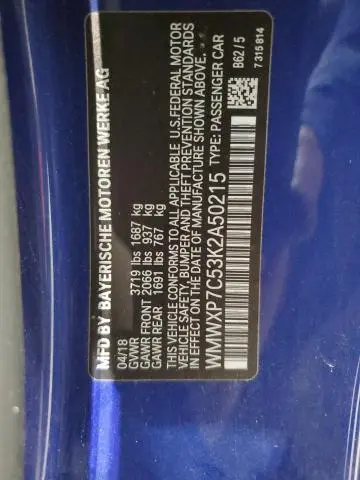 MFD BY BAYERISCHE MOTOREN WERKE AG
04/18
GVWR 3719 lbs 1687 kg
GAWR FRONT 2066 lbs 937 kg
GAWR REAR 1691 lbs 767 kg
THIS VEHICLE CONFORMS TO ALL APPLICABLE U.S.FEDERAL MOTOR
VEHICLE SAFETY, BUMPER AND THEFT PREVENTION STANDARDS
IN EFFECT ON THE DATE OF MANUFACTURE SHOWN ABOVE.
WMWXP7C53K2A50215 TYPE: PASSENGER CAR
B62/5
7 315 814